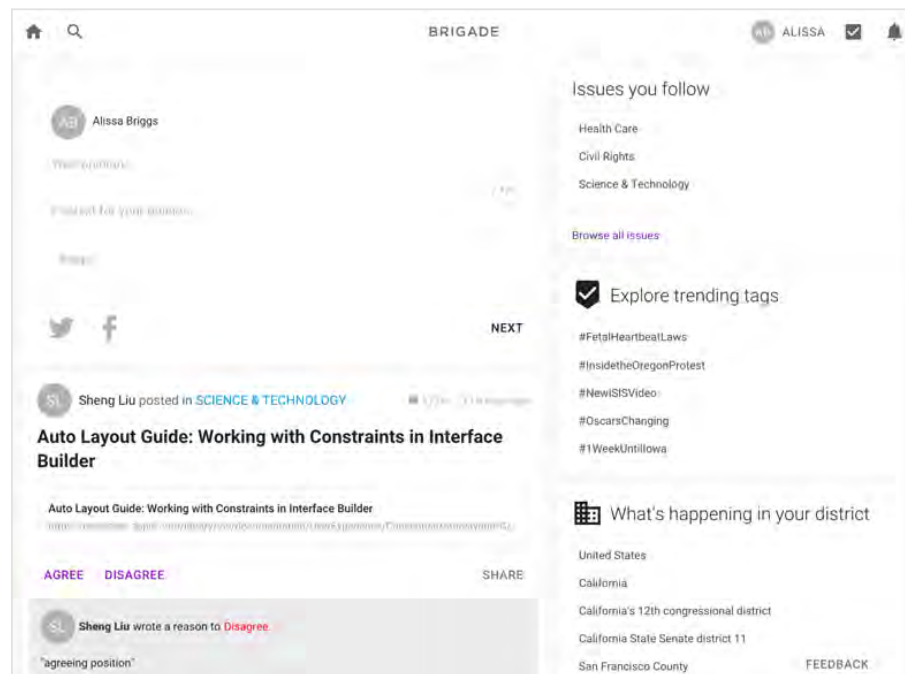 BRIGADE
AB ALISSA
AB Alissa Briggs
NEXT
SL Sheng Liu posted in SCIENCE & TECHNOLOGY
Auto Layout Guide: Working with Constraints in Interface
Builder
Auto Layout Guide: Working with Constraints in Interface Builder
AGREE DISAGREE SHARE
SL Sheng Liu wrote a reason to Disagree
"agreeing position"
Issues you follow
Health Care
Civil Rights
Science & Technology
Browse all issues
Explore trending tags
#FetalHeartbeatLaws
#InsidetheOregonProtest
#NewISISVideo
#OscarsChanging
#1WeekUntilIowa
What's happening in your district
United States
California
California's 12th congressional district
California State Senate district 11
San Francisco County
FEEDBACK